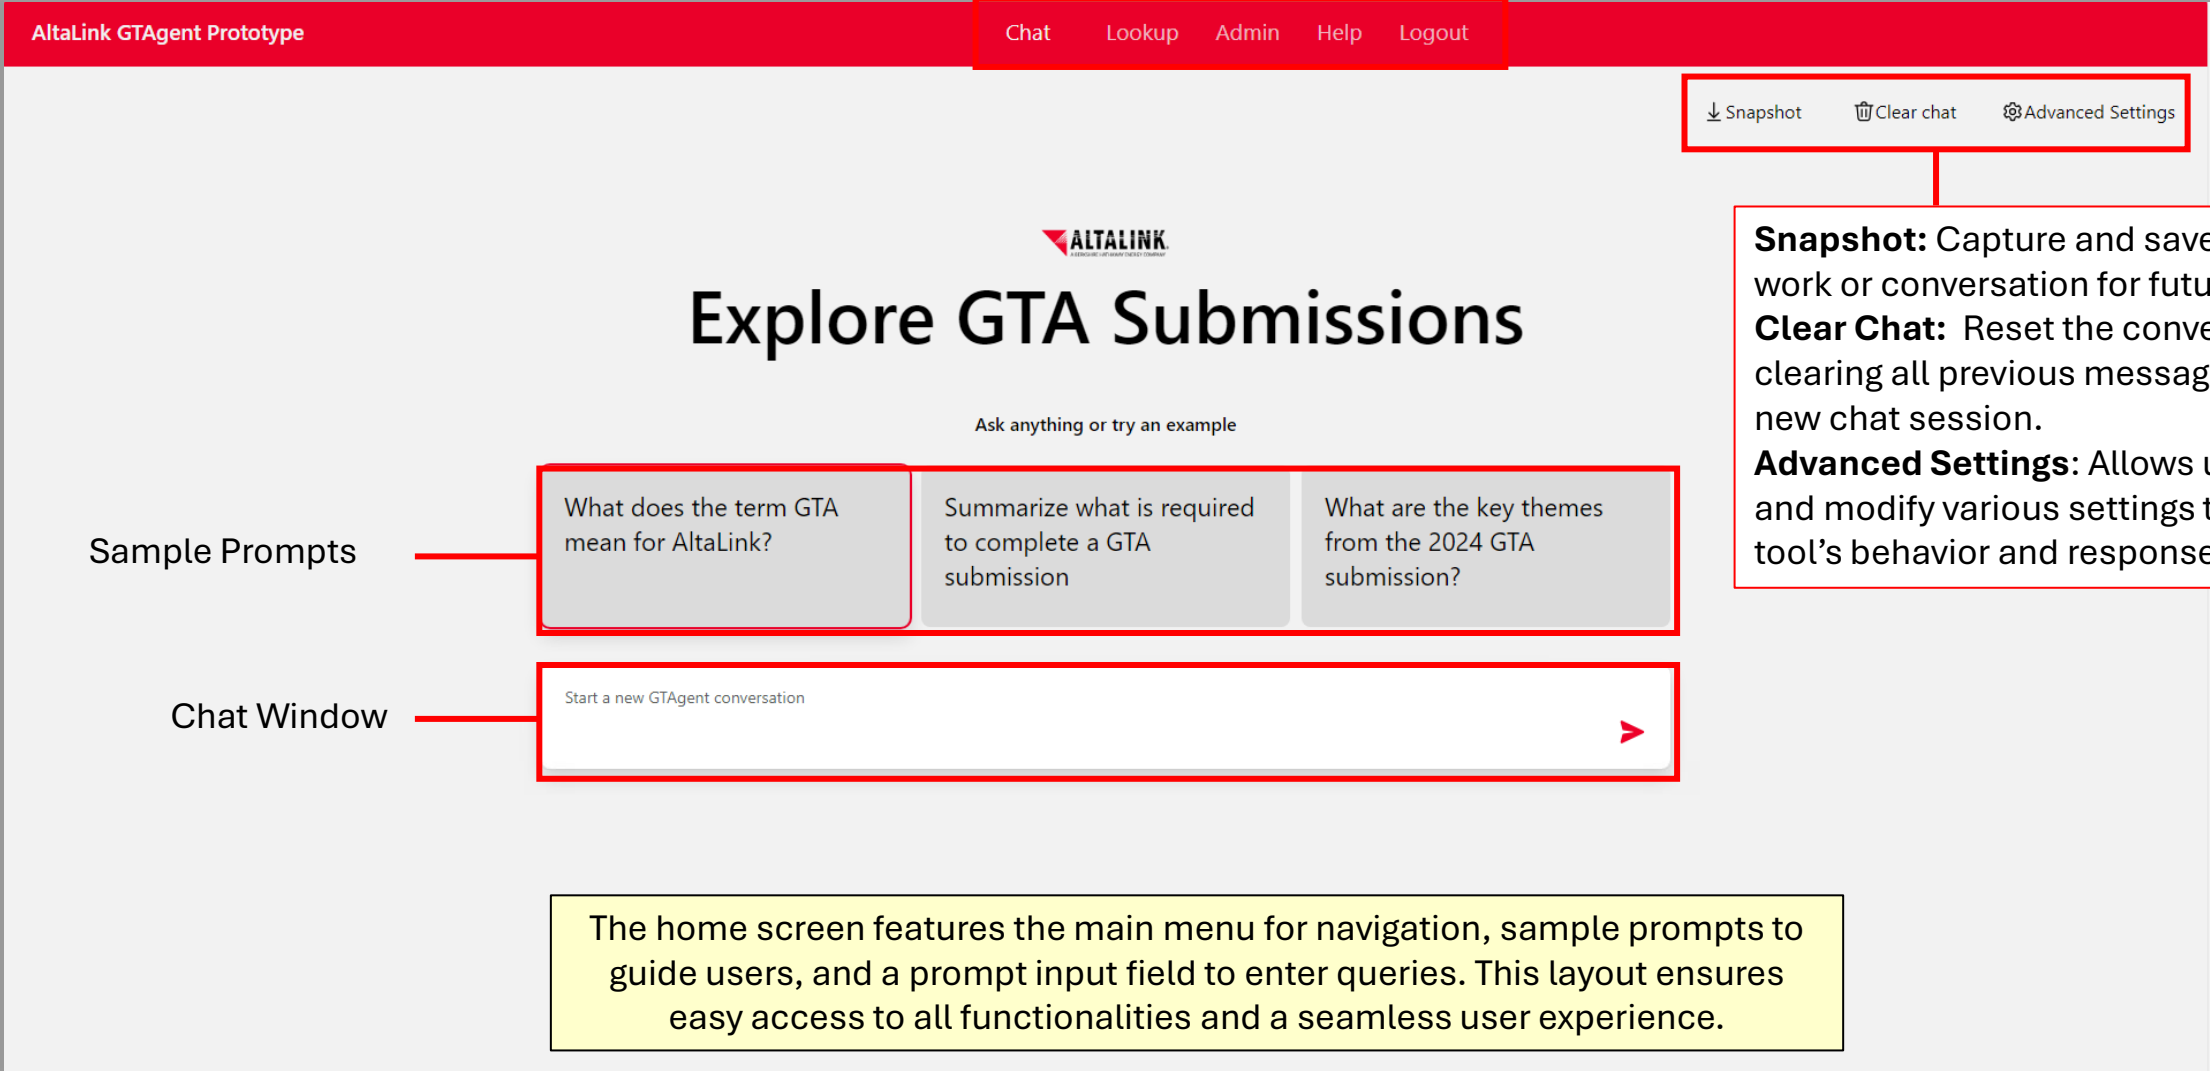 AltaLink GTAgent Prototype
Chat Lookup Admin Help Logout
Snapshot Clear chat Advanced Settings
ALTALINK
Explore GTA Submissions
Ask anything or try an example
Sample Prompts
What does the term GTA
mean for AltaLink?
Summarize what is required
to complete a GTA
submission
What are the key themes
from the 2024 GTA
submission?
Chat Window
Start a new GTAgent conversation
Snapshot: Capture and save
work or conversation for futu
Clear Chat: Reset the conve
clearing all previous messag
new chat session.
Advanced Settings: Allows u
and modify various settings t
tool’s behavior and response
The home screen features the main menu for navigation, sample prompts to
guide users, and a prompt input field to enter queries. This layout ensures
easy access to all functionalities and a seamless user experience.